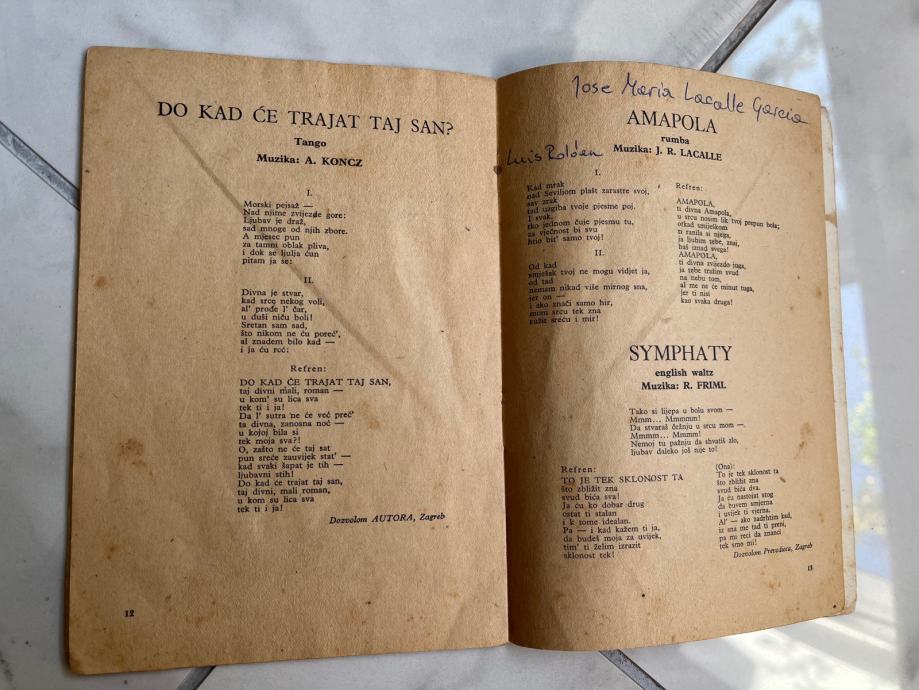 DO KAD ĆE TRAJAT TAJ SAN?
Tango
Muzika: A. KONCZ
I.
Morski pejsaž —
Nad njime zvijezde gore:
Ljubav je draž,
sad mnoge od njih zbore.
A mjesec pun
za tamni oblak pliva,
i dok se ljulja čun
pitam ja se:
II.
Divna je stvar,
kad srce nekog voli,
al' prođe l' čar,
u duši niču boli!
Sretan sam sad,
što nikom ne ću poreć',
al znadem bilo kad —
i ja ću reć:
Refren:
DO KAD ĆE TRAJAT TAJ SAN,
taj divni mali, roman —
u kom' su lica sva
tek ti i ja!
Da l' sutra ne će već preć'
ta divna, zanosna noć —
u kojoj bila si
tek moja sva?!
O, zašto ne će taj sat
pun sreće zauvijek stat' —
kad svaki šapat je tih —
ljubavni stih!
Do kad će trajat taj san,
taj divni, mali roman,
u kom su lica sva
tek ti i ja!
Dozvolom AUTORA, Zagreb
12
Jose Maria Lacalle Garcia
AMAPOLA
rumba
Muzika: J. R. LACALLE
Luis Roldan
I.
Kad mrak
nad Seviljom plašt zarastre svoj,
sav zrak
tad uzgiba tvoje pjesme poj.
I svak,
tko jednom čuje pjesmu tu,
za vječnost bi svu
htio bit' samo tvoj!
II.
Od kad
smješak tvoj ne mogu vidjet ja,
od tad
nemam nikad više mirnog sna,
jer on —
i ako znači samo hir,
mom srcu tek zna
sreću i mir!
Refren:
AMAPOLA,
ti divna Amapola,
u srcu nosim lik tvoj prepun bola;
otkad smiješkom
ti ranila si njega,
ja ljubim tebe, znaj,
baš iznad svega!
AMAPOLA,
ti divna zvijezdo juga,
ja tebe tražim svud
na nebu tom,
al me ne će minut tuga,
jer ti nisi
kao svaka druga!
SYMPHATY
english waltz
Muzika: R. FRIML
Tako si lijepa u bolu svom —
Mmm... Mmmmm!
Da stvaraš čežnju u srcu mom —
Mmmm... Mmmm!
Nemoj tu pažnju da shvatiš zlo,
ljubav daleko još nije to!
Refren:
TO JE TEK SKLONOST TA
što zbližit zna
svud bića sva!
Ja ću ko dobar drug
ostat ti stalan
i k tome idealan.
Pa — i kad kažem ti ja,
da budeš moja za uvijek,
tim' ti želim izrazit
sklonost tek!
(Ona):
To je tek sklonost ta
što zbližit zna
svud bića dva.
Ja ću nastojat stog
da budem smjerna
i uvijek ti vjerna.
Al' — ako zadrhtim kad,
iz sna me tad ti preni,
pa mi reci da znanci
tek smo mi!
Dozvolom Prevodioca, Zagreb
13